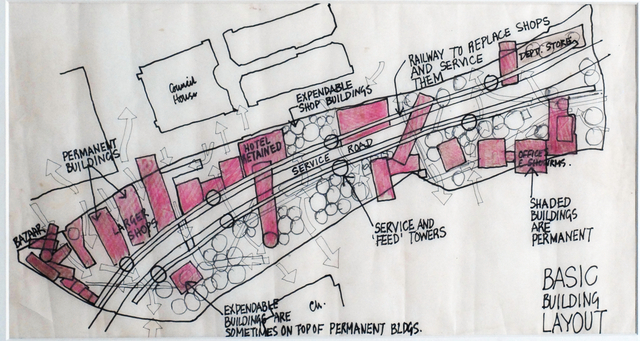 RAILWAY TO REPLACE SHOPS
AND SERVICE
THEM
DEPT. STORES
Council
House
EXPENDABLE
SHOP BUILDINGS
PERMANENT
BUILDINGS
HOTEL
RETAINED
SERVICE ROAD
LARGER
SHOPS
BAZAAR
OFFICES
SERVICE AND
'FEED' TOWERS
SHADED
BUILDINGS
ARE
PERMANENT
EXPENDABLE
BUILDINGS ARE
SOMETIMES ON TOP OF PERMANENT BLDGS.
Ch.
BASIC
BUILDING
LAYOUT